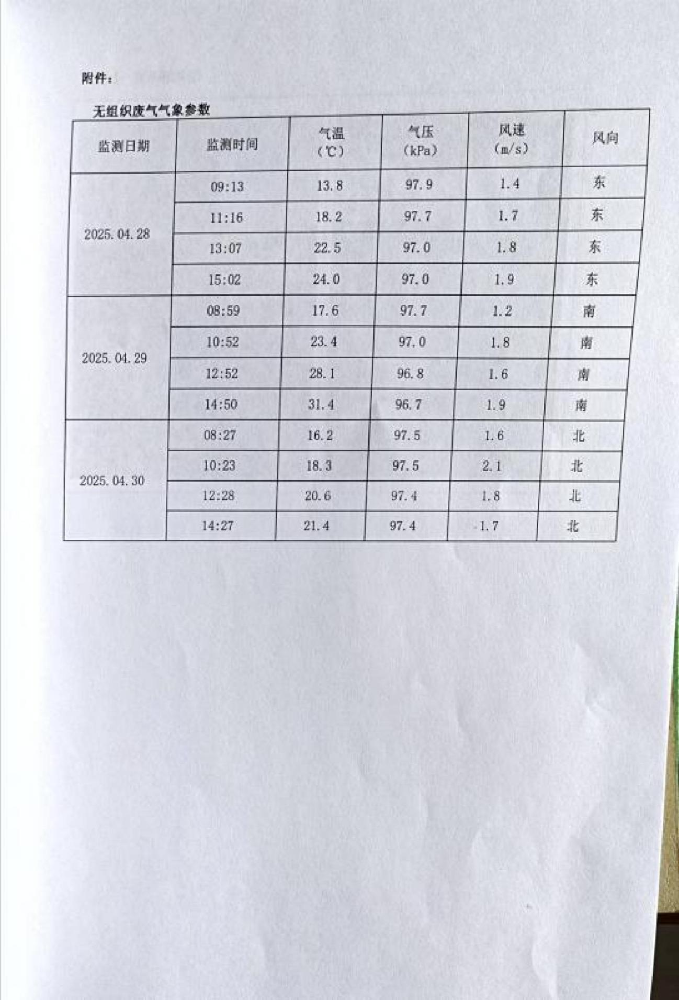 附件：
无组织废气气象参数
监测日期 监测时间 气温（℃） 气压（kPa） 风速（m/s） 风向
2025.04.28 09:13 13.8 97.9 1.4 东
11:16 18.2 97.7 1.7 东
13:07 22.5 97.0 1.8 东
15:02 24.0 97.0 1.9 东
2025.04.29 08:59 17.6 97.7 1.2 南
10:52 23.4 97.0 1.8 南
12:52 28.1 96.8 1.6 南
14:50 31.4 96.7 1.9 南
2025.04.30 08:27 16.2 97.5 1.6 北
10:23 18.3 97.5 2.1 北
12:28 20.6 97.4 1.8 北
14:27 21.4 97.4 1.7 北